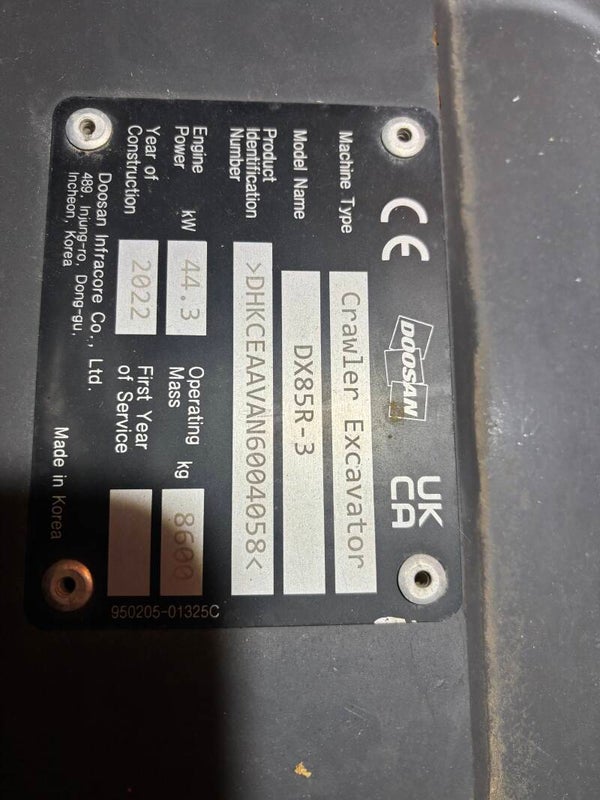 CE
DOOSAN
UK
CA
Machine Type
Crawler Excavator
Model Name
DX85R-3
Product
Identification
Number
>DHKCEAAVAN6004058<
Engine
Power kW
44.3
Operating
Mass kg
8600
Year of
Construction
2022
First Year
of Service
Doosan Infracore Co., Ltd.
489, Injung-ro, Dong-gu,
Incheon, Korea
Made in Korea
950205-01325C